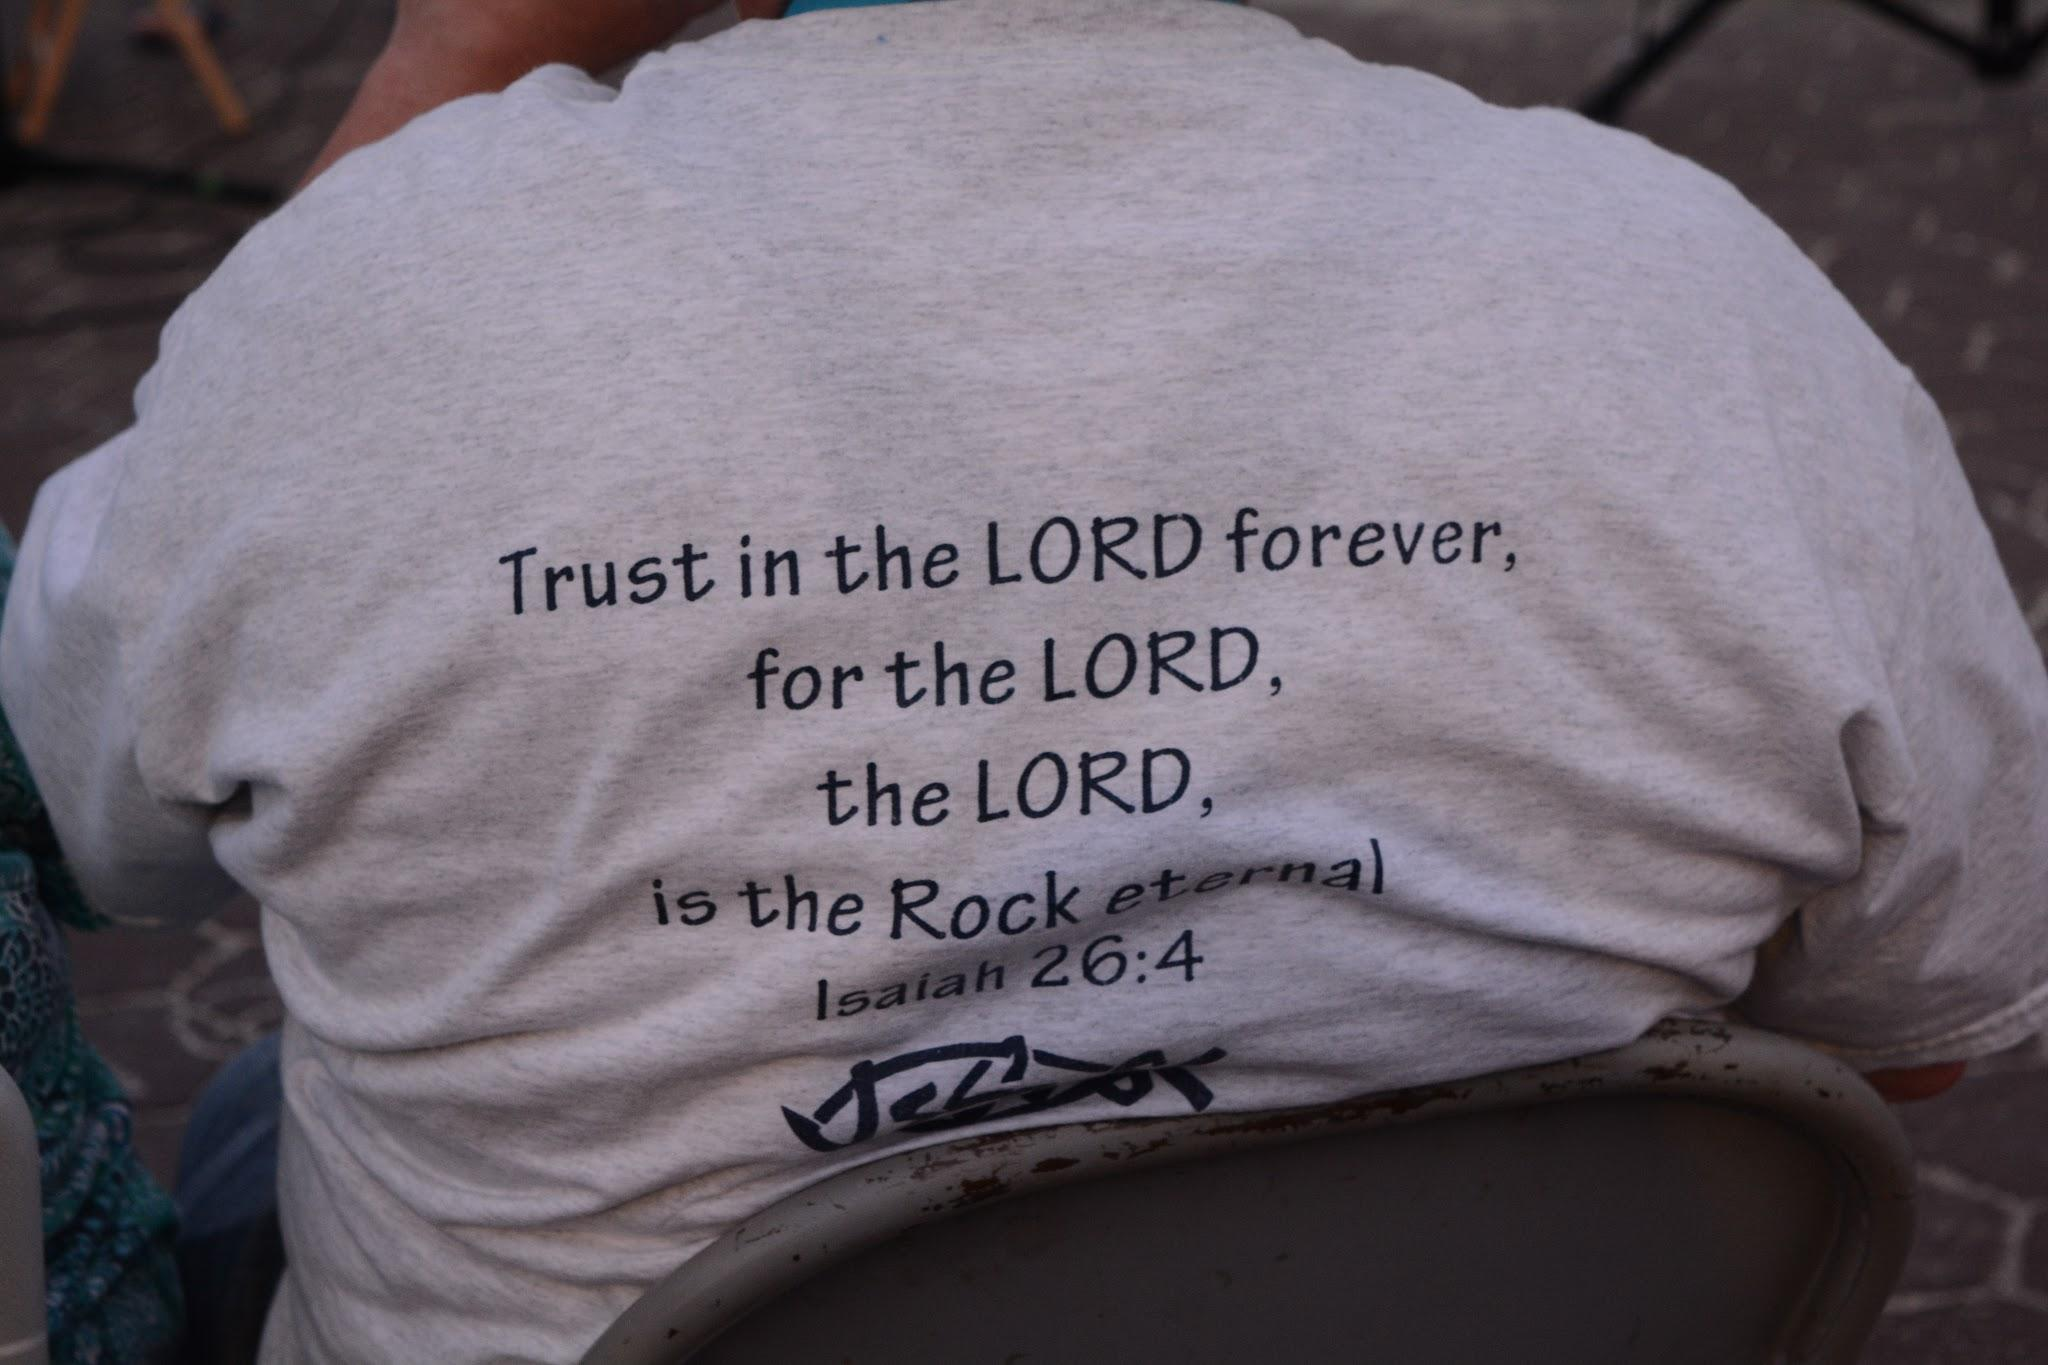 Trust in the LORD forever,
for the LORD,
the LORD,
is the Rock eternal
Isaiah 26:4